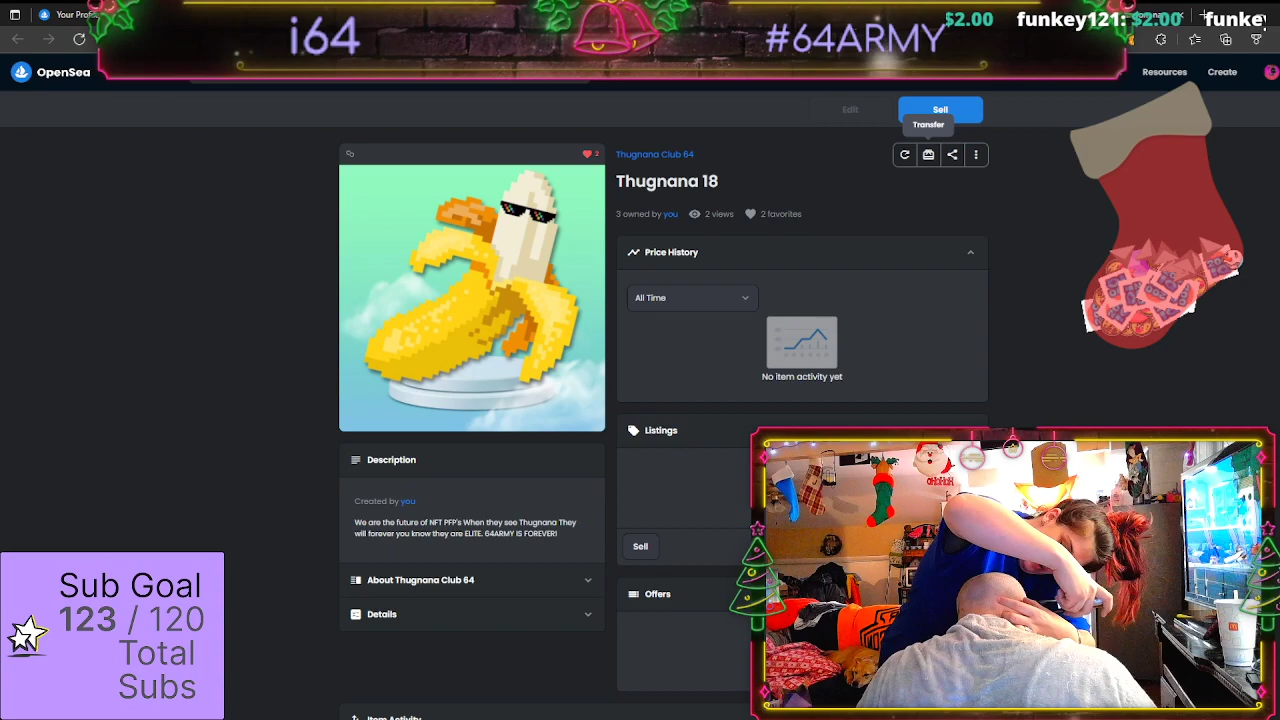 Your Profi
i64
#64ARMY
$2.00 funkey121: $2.00 funke
OpenSea
Resources
Create
Edit
Sell
Transfer
2
Thugnana Club 64
Thugnana 18
3 owned by you
2 views
2 favorites
Price History
All Time
No item activity yet
Listings
Sell
Offers
Description
Created by you
We are the future of NFT PFP's When they see Thugnana They
will forever you know they are ELITE. 64ARMY IS FOREVER!
About Thugnana Club 64
Details
Item Activity
Sub Goal
123 / 120
Total
Subs